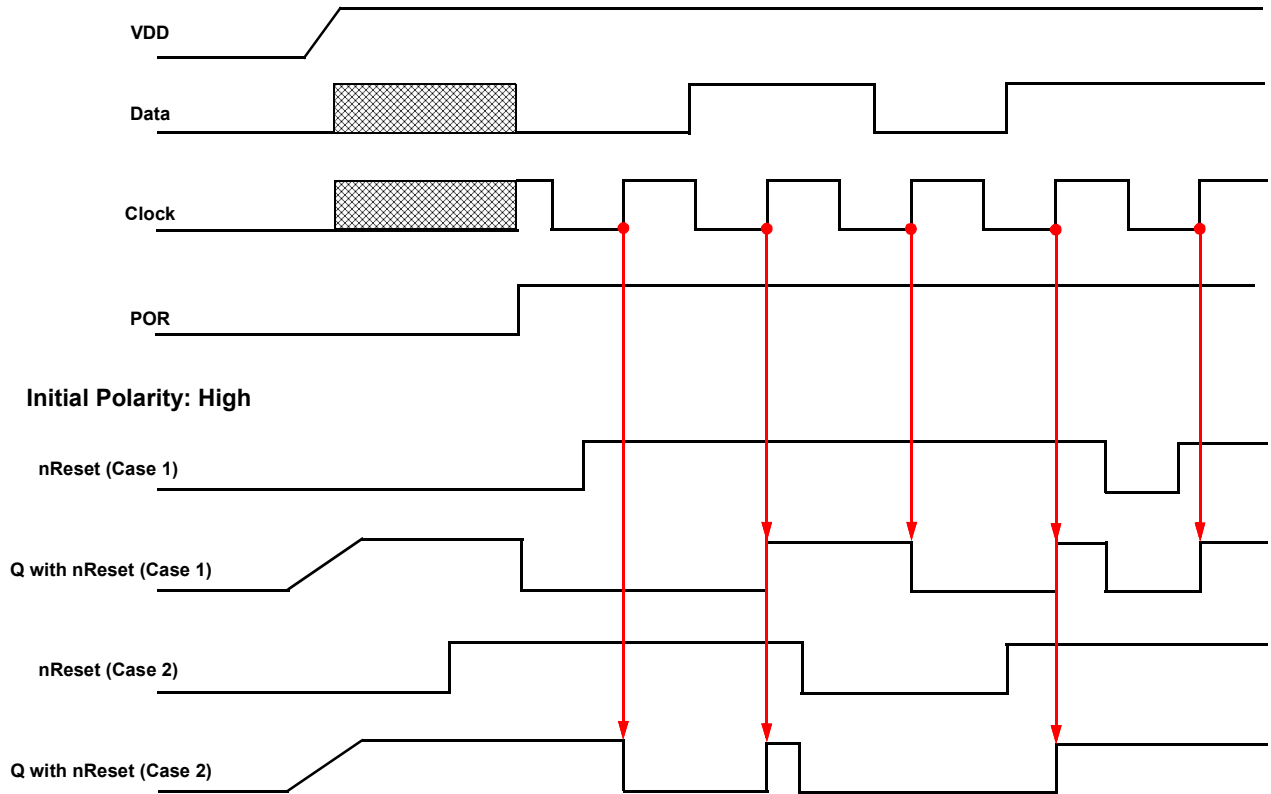 VDD
Data
Clock
POR
Initial Polarity: High
nReset (Case 1)
Q with nReset (Case 1)
nReset (Case 2)
Q with nReset (Case 2)